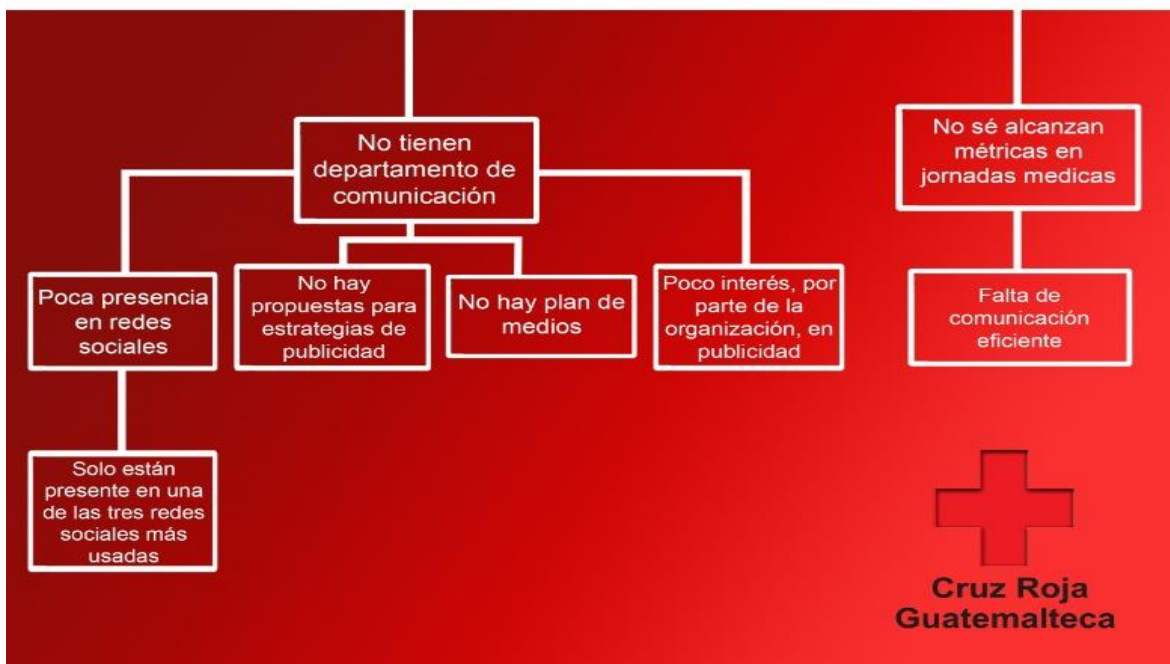 No tienen
departamento de
comunicación
No sé alcanzan
métricas en
jornadas medicas
Poca presencia
en redes
sociales
No hay
propuestas para
estrategias de
publicidad
No hay plan de
medios
Poco interés, por
parte de la
organización, en
publicidad
Falta de
comunicación
eficiente
Solo están
presente en una
de las tres redes
sociales más
usadas
Cruz Roja
Guatemalteca